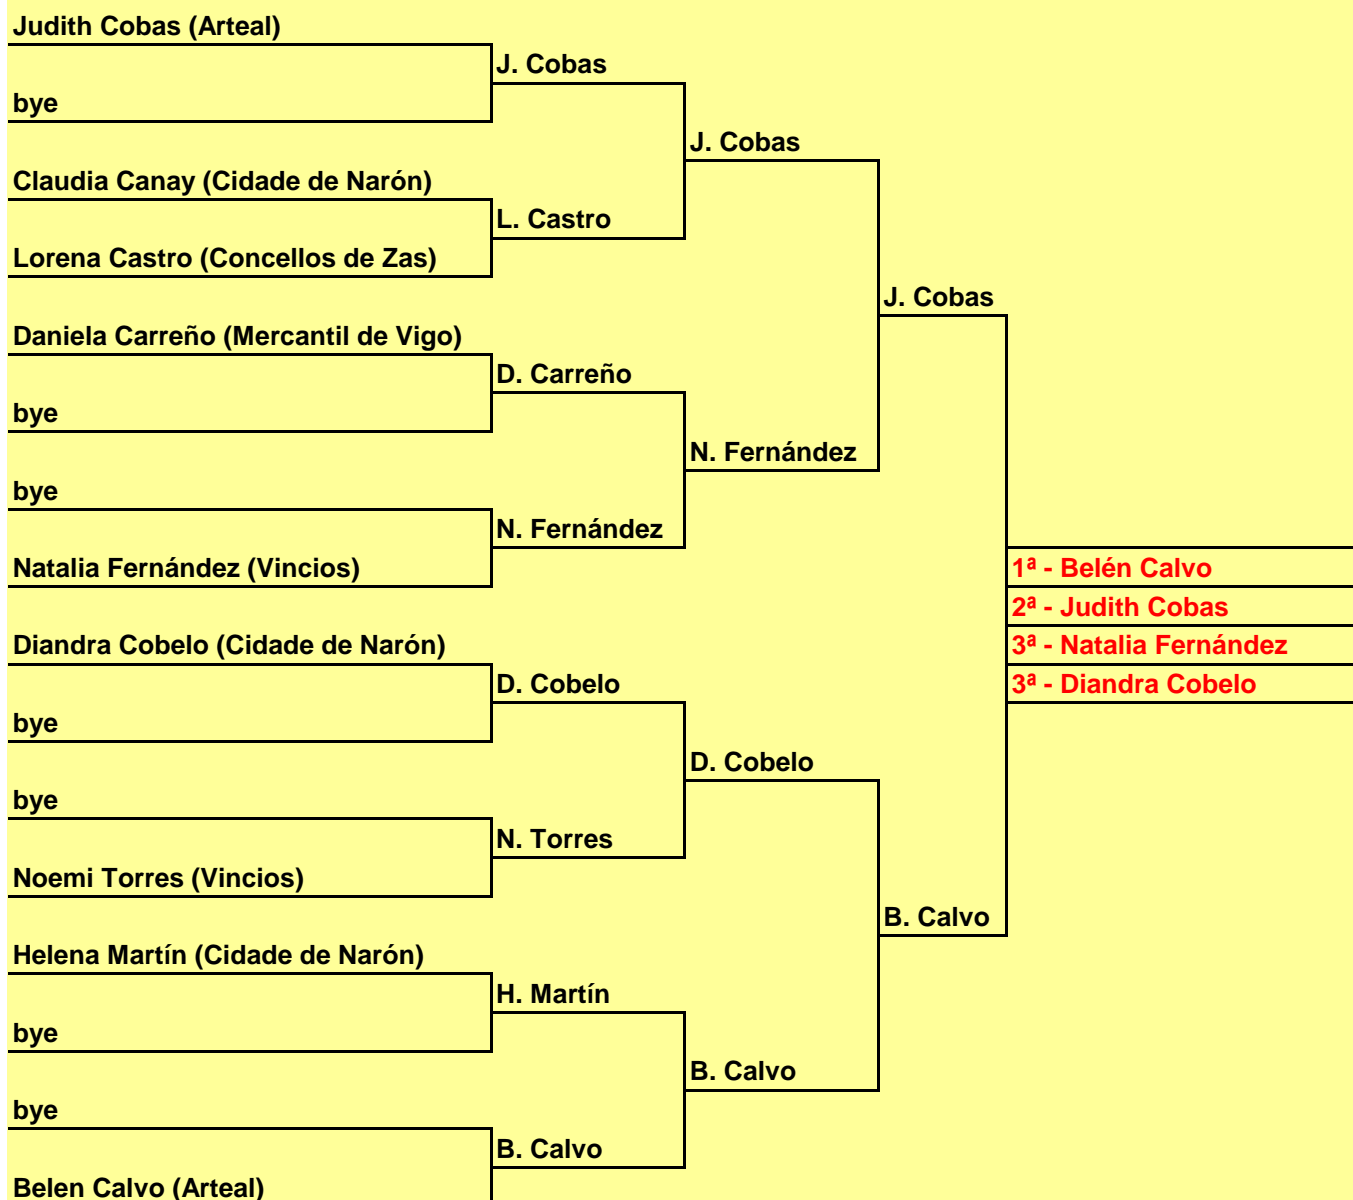 Judith Cobas (Arteal)
J. Cobas
bye
J. Cobas
Claudia Canay (Cidade de Narón)
L. Castro
Lorena Castro (Concellos de Zas)
J. Cobas
Daniela Carreño (Mercantil de Vigo)
D. Carreño
bye
N. Fernández
bye
N. Fernández
Natalia Fernández (Vincios)
1ª - Belén Calvo
2ª - Judith Cobas
Diandra Cobelo (Cidade de Narón)
3ª - Natalia Fernández
D. Cobelo
3ª - Diandra Cobelo
bye
D. Cobelo
bye
N. Torres
Noemi Torres (Vincios)
B. Calvo
Helena Martín (Cidade de Narón)
H. Martín
bye
B. Calvo
bye
B. Calvo
Belen Calvo (Arteal)